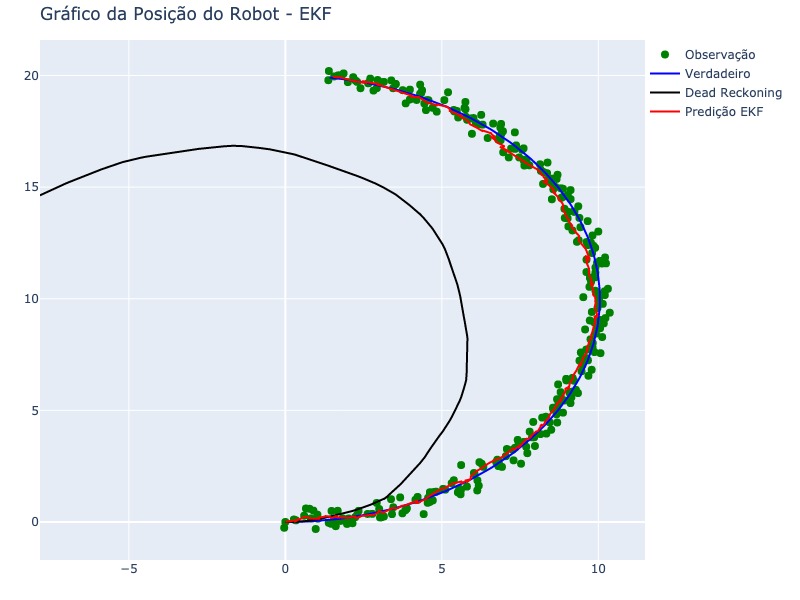 Gráfico da Posição do Robot - EKF
Observação
Verdadeiro
Dead Reckoning
Predição EKF
20
15
10
5
0
−5
0
5
10